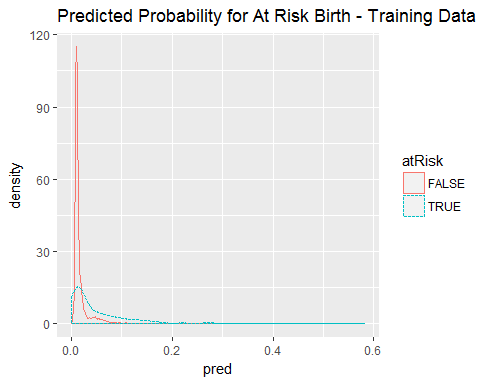 Predicted Probability for At Risk Birth - Training Data
120
90
60
30
0
density
0.0
0.2
0.4
0.6
pred
atRisk
FALSE
TRUE